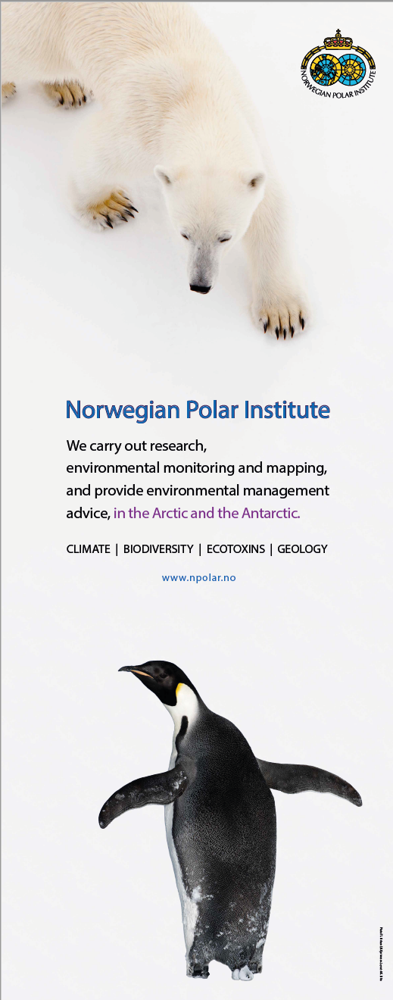 NORWEGIAN POLAR INSTITUTE
Norwegian Polar Institute
We carry out research,
environmental monitoring and mapping,
and provide environmental management
advice, in the Arctic and the Antarctic.
CLIMATE | BIODIVERSITY | ECOTOXINS | GEOLOGY
www.npolar.no